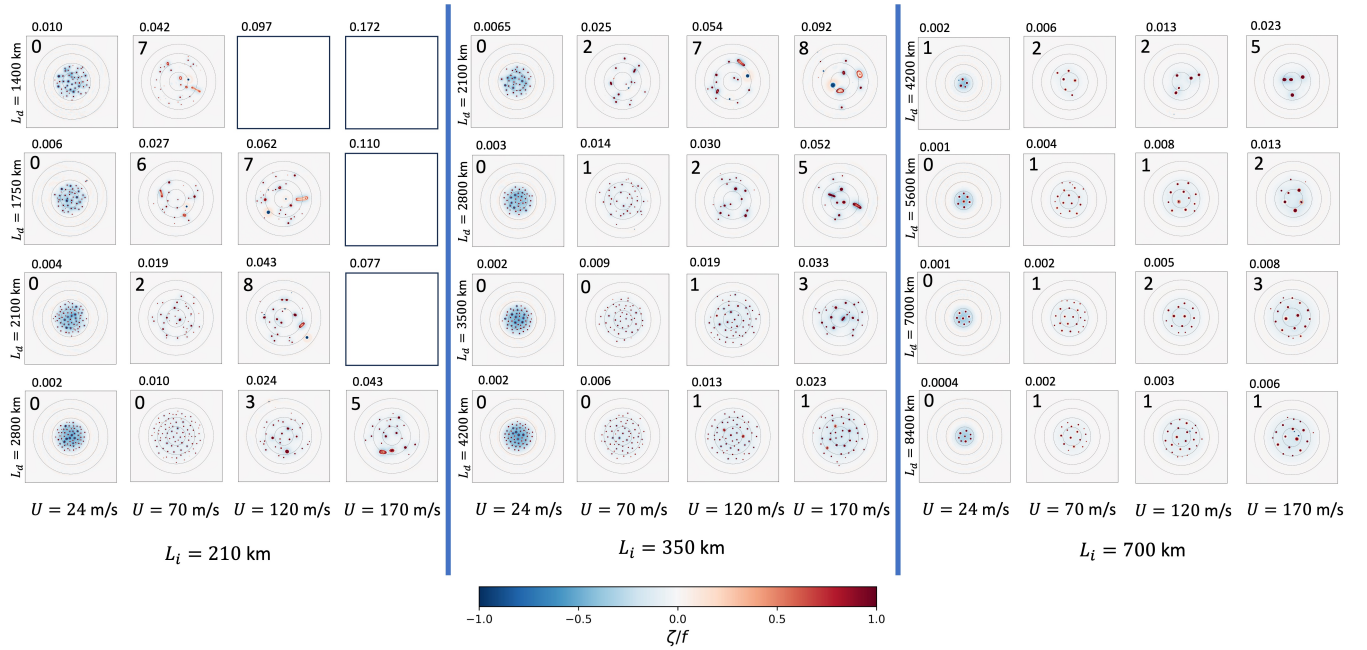 0.010 0.042 0.097 0.172
L_d = 1400 km 0 7
0.006 0.027 0.062 0.110
L_d = 1750 km 0 6 7
0.004 0.019 0.043 0.077
L_d = 2100 km 0 2 8
0.002 0.010 0.024 0.043
L_d = 2800 km 0 0 3 5
U = 24 m/s U = 70 m/s U = 120 m/s U = 170 m/s
L_i = 210 km
0.0065 0.025 0.054 0.092
L_d = 2100 km 0 2 7 8
0.003 0.014 0.030 0.052
L_d = 2800 km 0 1 2 5
0.002 0.009 0.019 0.033
L_d = 3500 km 0 0 1 3
0.002 0.006 0.013 0.023
L_d = 4200 km 0 0 1 1
U = 24 m/s U = 70 m/s U = 120 m/s U = 170 m/s
L_i = 350 km
0.002 0.006 0.013 0.023
L_d = 4200 km 1 2 2 5
0.001 0.004 0.008 0.013
L_d = 5600 km 0 1 1 2
0.001 0.002 0.005 0.008
L_d = 7000 km 0 1 2 3
0.0004 0.002 0.003 0.006
L_d = 8400 km 0 1 1 1
U = 24 m/s U = 70 m/s U = 120 m/s U = 170 m/s
L_i = 700 km
−1.0 −0.5 0.0 0.5 1.0
ζ/f